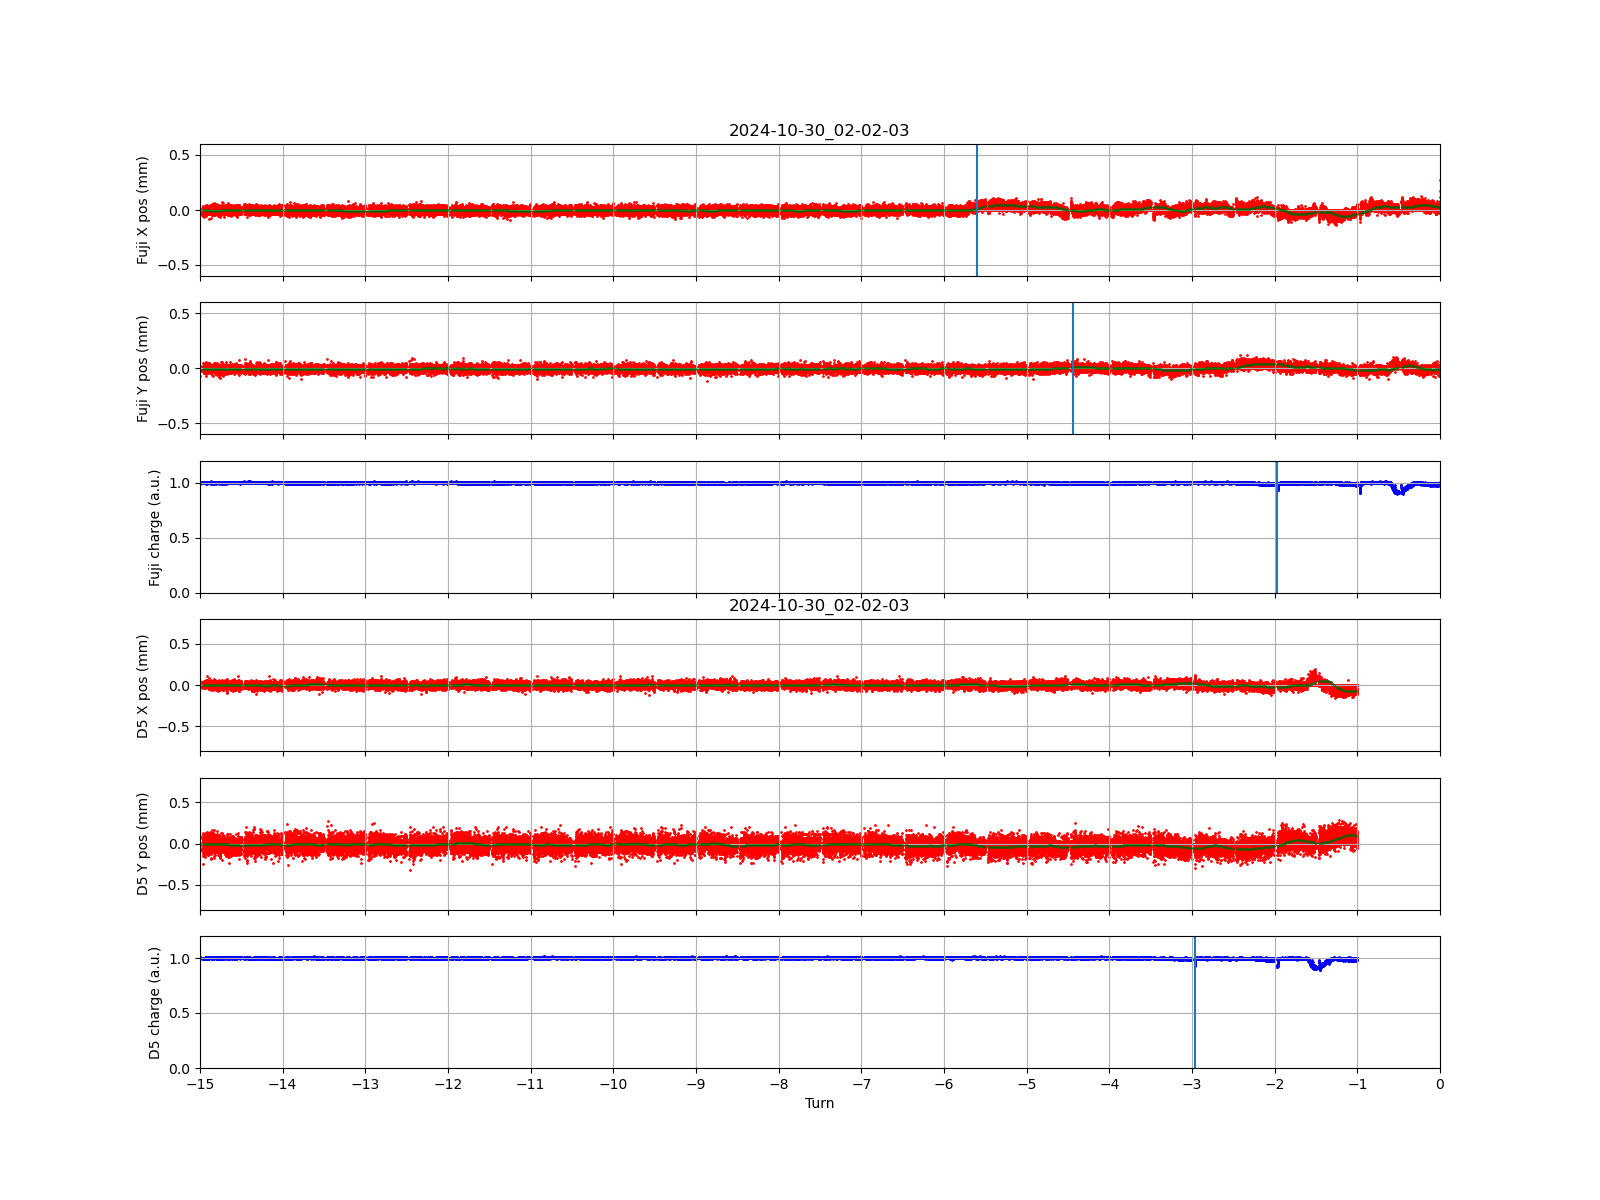 2024-10-30_02-02-03
Fuji X pos (mm)
0.5
0.0
−0.5
Fuji Y pos (mm)
0.5
0.0
−0.5
Fuji charge (a.u.)
1.0
0.5
0.0
2024-10-30_02-02-03
D5 X pos (mm)
0.5
0.0
−0.5
D5 Y pos (mm)
0.5
0.0
−0.5
D5 charge (a.u.)
1.0
0.5
0.0
−15 −14 −13 −12 −11 −10 −9 −8 −7 −6 −5 −4 −3 −2 −1 0
Turn